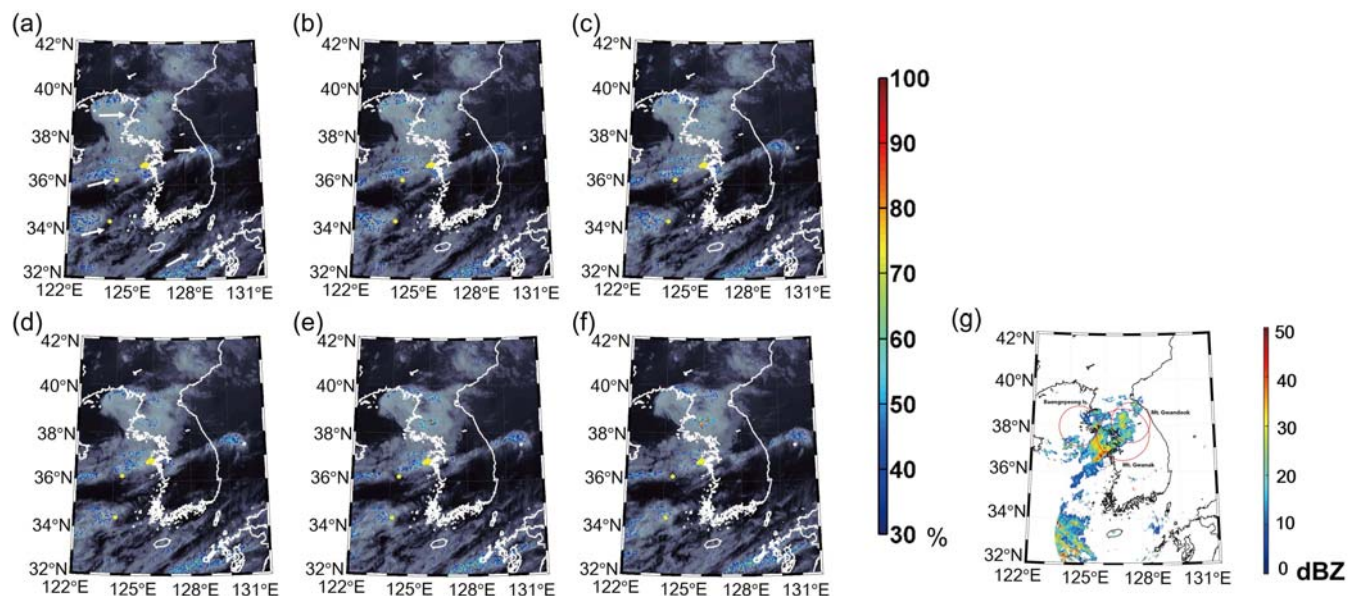 (a) (b) (c)
42°N 42°N 42°N
40°N 40°N 40°N
38°N 38°N 38°N
36°N 36°N 36°N
34°N 34°N 34°N
32°N 32°N 32°N
122°E 125°E 128°E 131°E 122°E 125°E 128°E 131°E 122°E 125°E 128°E 131°E
(d) (e) (f)
42°N 42°N 42°N
40°N 40°N 40°N
38°N 38°N 38°N
36°N 36°N 36°N
34°N 34°N 34°N
32°N 32°N 32°N
122°E 125°E 128°E 131°E 122°E 125°E 128°E 131°E 122°E 125°E 128°E 131°E
100
90
80
70
60
50
40
30 %
(g)
42°N
40°N
Baengnyeong Is.
Mt. Gwandeok
38°N
Mt. Gwanak
36°N
34°N
32°N
122°E 125°E 128°E 131°E
50
40
30
20
10
0 dBZ